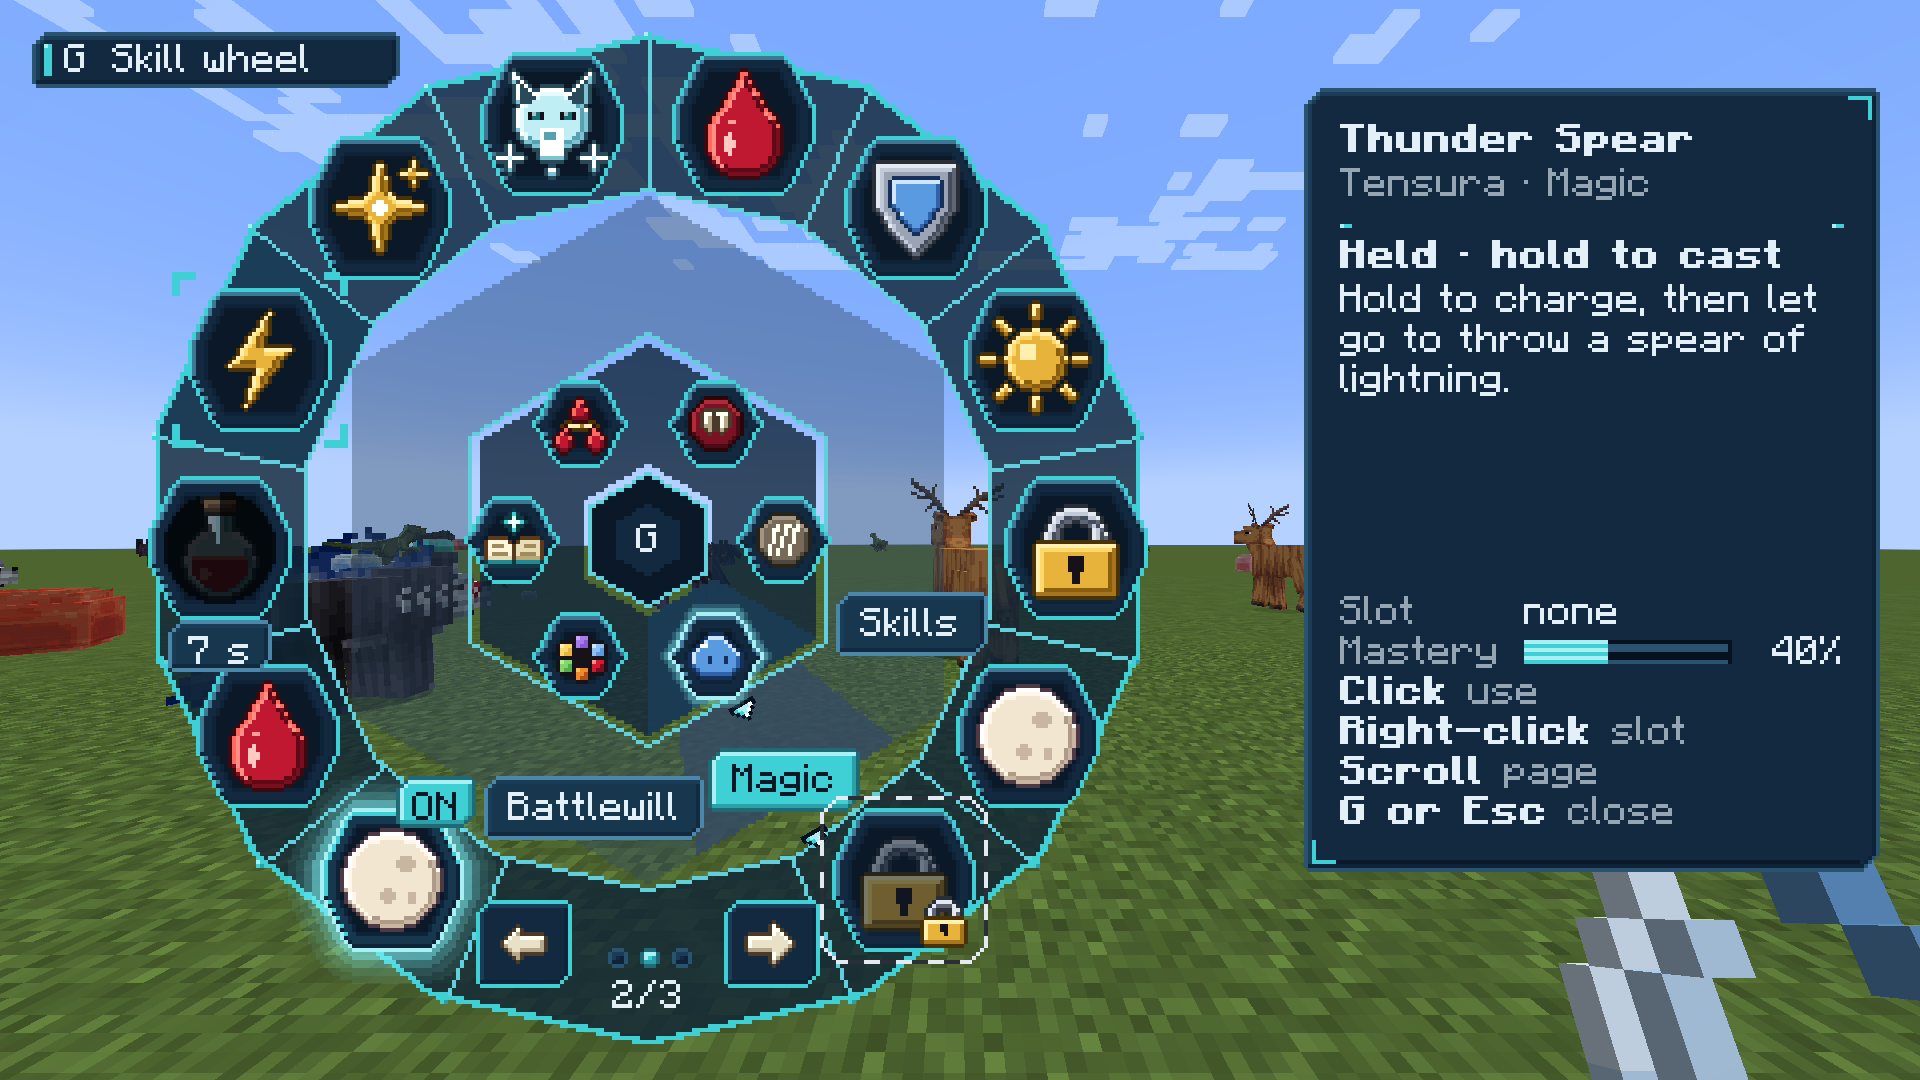 G Skill wheel
Thunder Spear
Tensura · Magic
Held · hold to cast
Hold to charge, then let
go to throw a spear of
lightning.
Slot none
Mastery 40%
Click use
Right-click slot
Scroll page
G or Esc close
G
Skills
7 s
ON
Battlewill
Magic
2/3